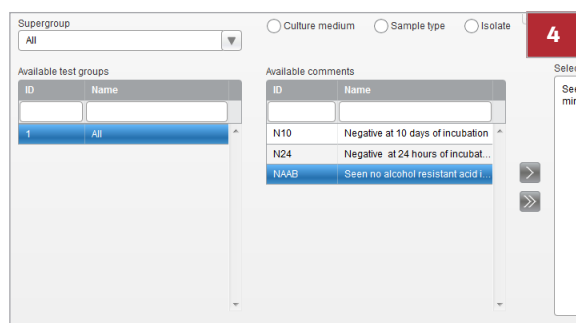 Supergroup
All
Culture medium Sample type Isolate
4
Available test groups
ID Name
1 All
Available comments
ID Name
N10 Negative at 10 days of incubation
N24 Negative at 24 hours of incubat...
NAAB Seen no alcohol resistant acid i...
>
>>